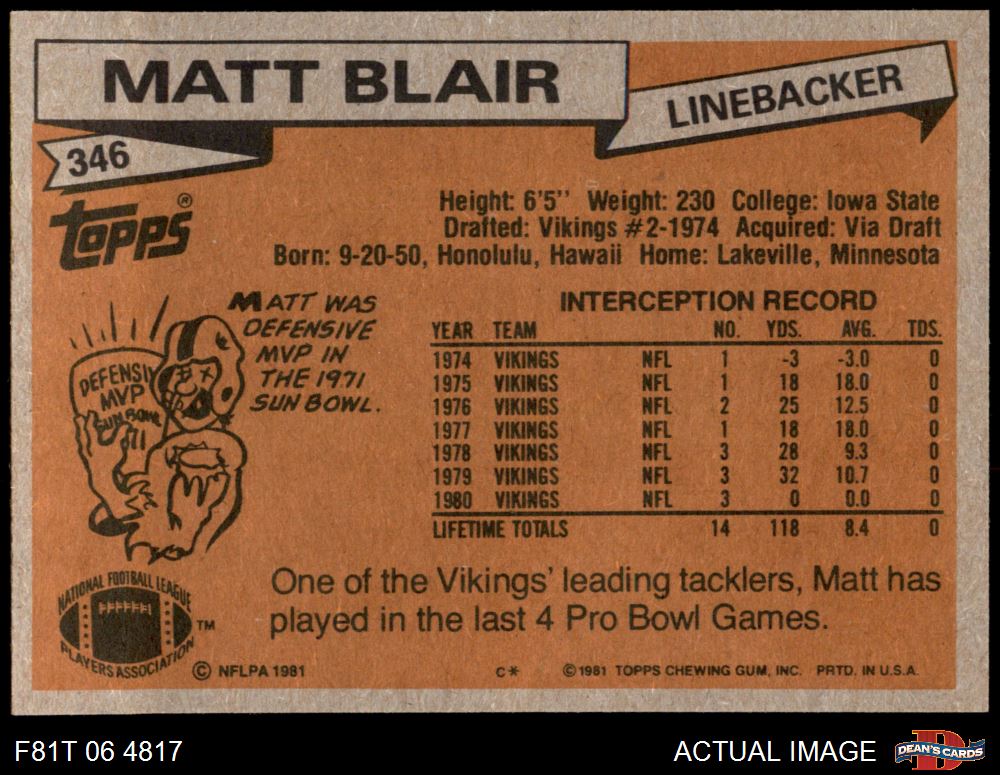 MATT BLAIR
LINEBACKER
346
TOPPS®
Height: 6'5'' Weight: 230 College: Iowa State
Drafted: Vikings #2-1974 Acquired: Via Draft
Born: 9-20-50, Honolulu, Hawaii Home: Lakeville, Minnesota
MATT WAS
DEFENSIVE
MVP IN
THE 1971
SUN BOWL.
DEFENSIV
MVP
SUN BOWL
'71
INTERCEPTION RECORD
YEAR TEAM NO. YDS. AVG. TDS.
1974 VIKINGS NFL 1 -3 -3.0 0
1975 VIKINGS NFL 1 18 18.0 0
1976 VIKINGS NFL 2 25 12.5 0
1977 VIKINGS NFL 1 18 18.0 0
1978 VIKINGS NFL 3 28 9.3 0
1979 VIKINGS NFL 3 32 10.7 0
1980 VIKINGS NFL 3 0 0.0 0
LIFETIME TOTALS 14 118 8.4 0
One of the Vikings' leading tacklers, Matt has
played in the last 4 Pro Bowl Games.
NATIONAL FOOTBALL LEAGUE
PLAYERS ASSOCIATION
TM
© NFLPA 1981
C*
© 1981 TOPPS CHEWING GUM, INC. PRTD. IN U.S.A.
F81T 06 4817
ACTUAL IMAGE
D
DEAN'S CARDS